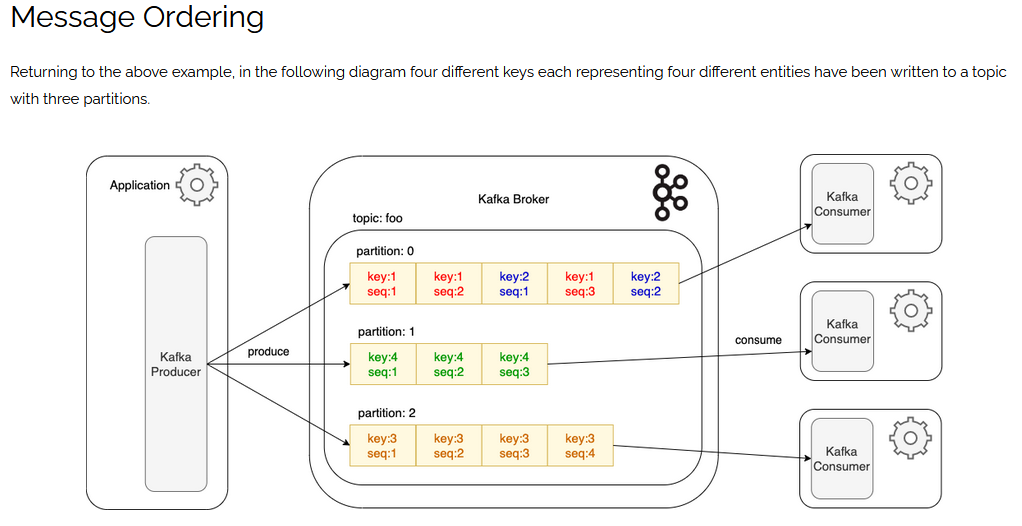 Message Ordering
Returning to the above example, in the following diagram four different keys each representing four different entities have been written to a topic
with three partitions.
Application
Kafka Broker
topic: foo
partition: 0
key:1 key:1 key:2 key:1 key:2
seq:1 seq:2 seq:1 seq:3 seq:2
Kafka
Consumer
partition: 1
key:4 key:4 key:4
seq:1 seq:2 seq:3
produce
Kafka
Producer
consume
Kafka
Consumer
partition: 2
key:3 key:3 key:3 key:3
seq:1 seq:2 seq:3 seq:4
Kafka
Consumer